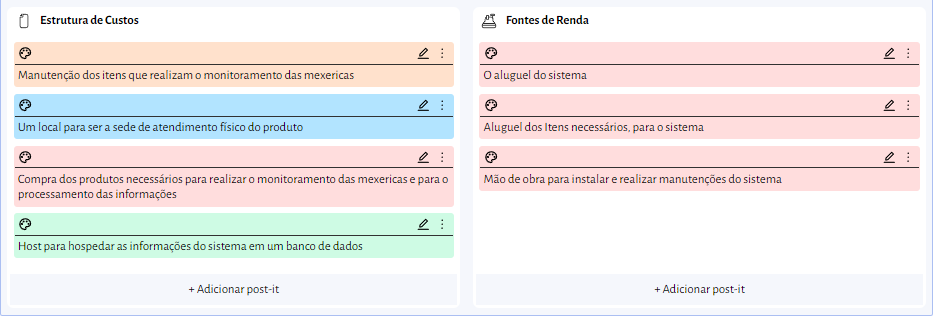 Estrutura de Custos
Manutenção dos itens que realizam o monitoramento das mexericas
Um local para ser a sede de atendimento físico do produto
Compra dos produtos necessários para realizar o monitoramento das mexericas e para o
processamento das informações
Host para hospedar as informações do sistema em um banco de dados
+ Adicionar post-it
Fontes de Renda
O aluguel do sistema
Aluguel dos Itens necessários, para o sistema
Mão de obra para instalar e realizar manutenções do sistema
+ Adicionar post-it